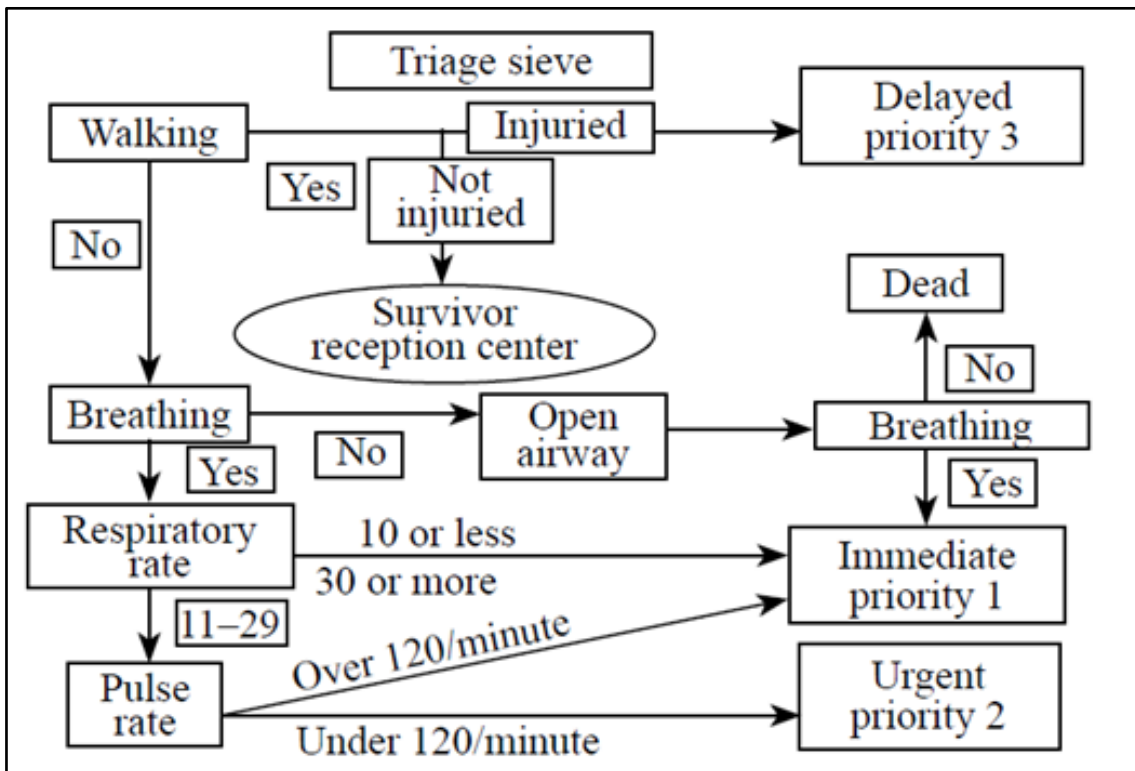 Triage sieve
Walking
Injuried
Delayed
priority 3
Yes
Not
injuried
No
Survivor
reception center
Dead
No
Breathing
No
Open
airway
Breathing
Yes
Yes
Respiratory
rate
10 or less
30 or more
Immediate
priority 1
11–29
Over 120/minute
Pulse
rate
Under 120/minute
Urgent
priority 2